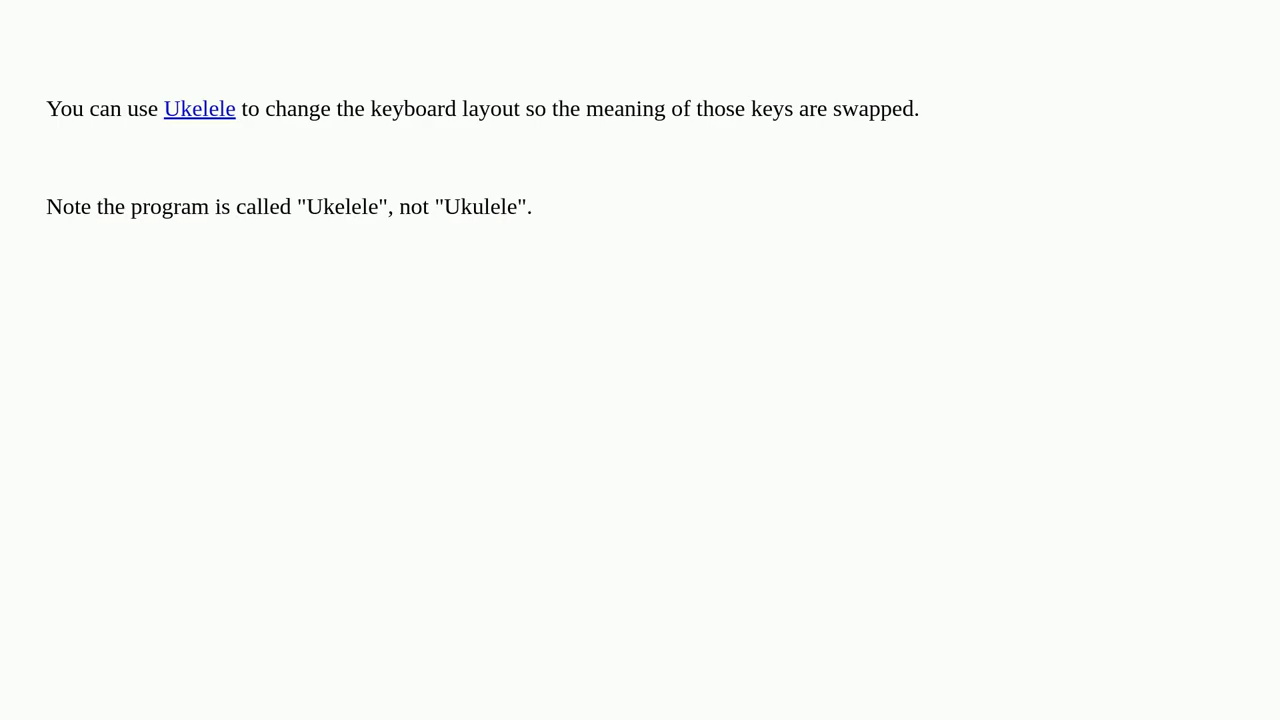 You can use Ukelele to change the keyboard layout so the meaning of those keys are swapped.
Note the program is called "Ukelele", not "Ukulele".